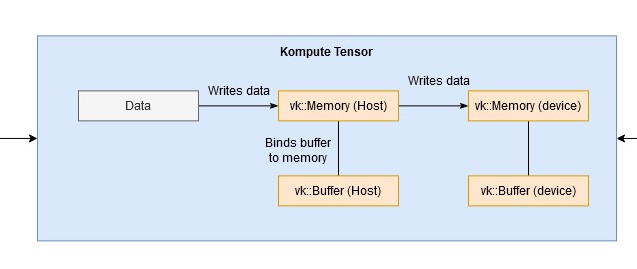 Kompute Tensor
Writes data
Writes data
Data
vk::Memory (Host)
vk::Memory (device)
Binds buffer
to memory
vk::Buffer (Host)
vk::Buffer (device)